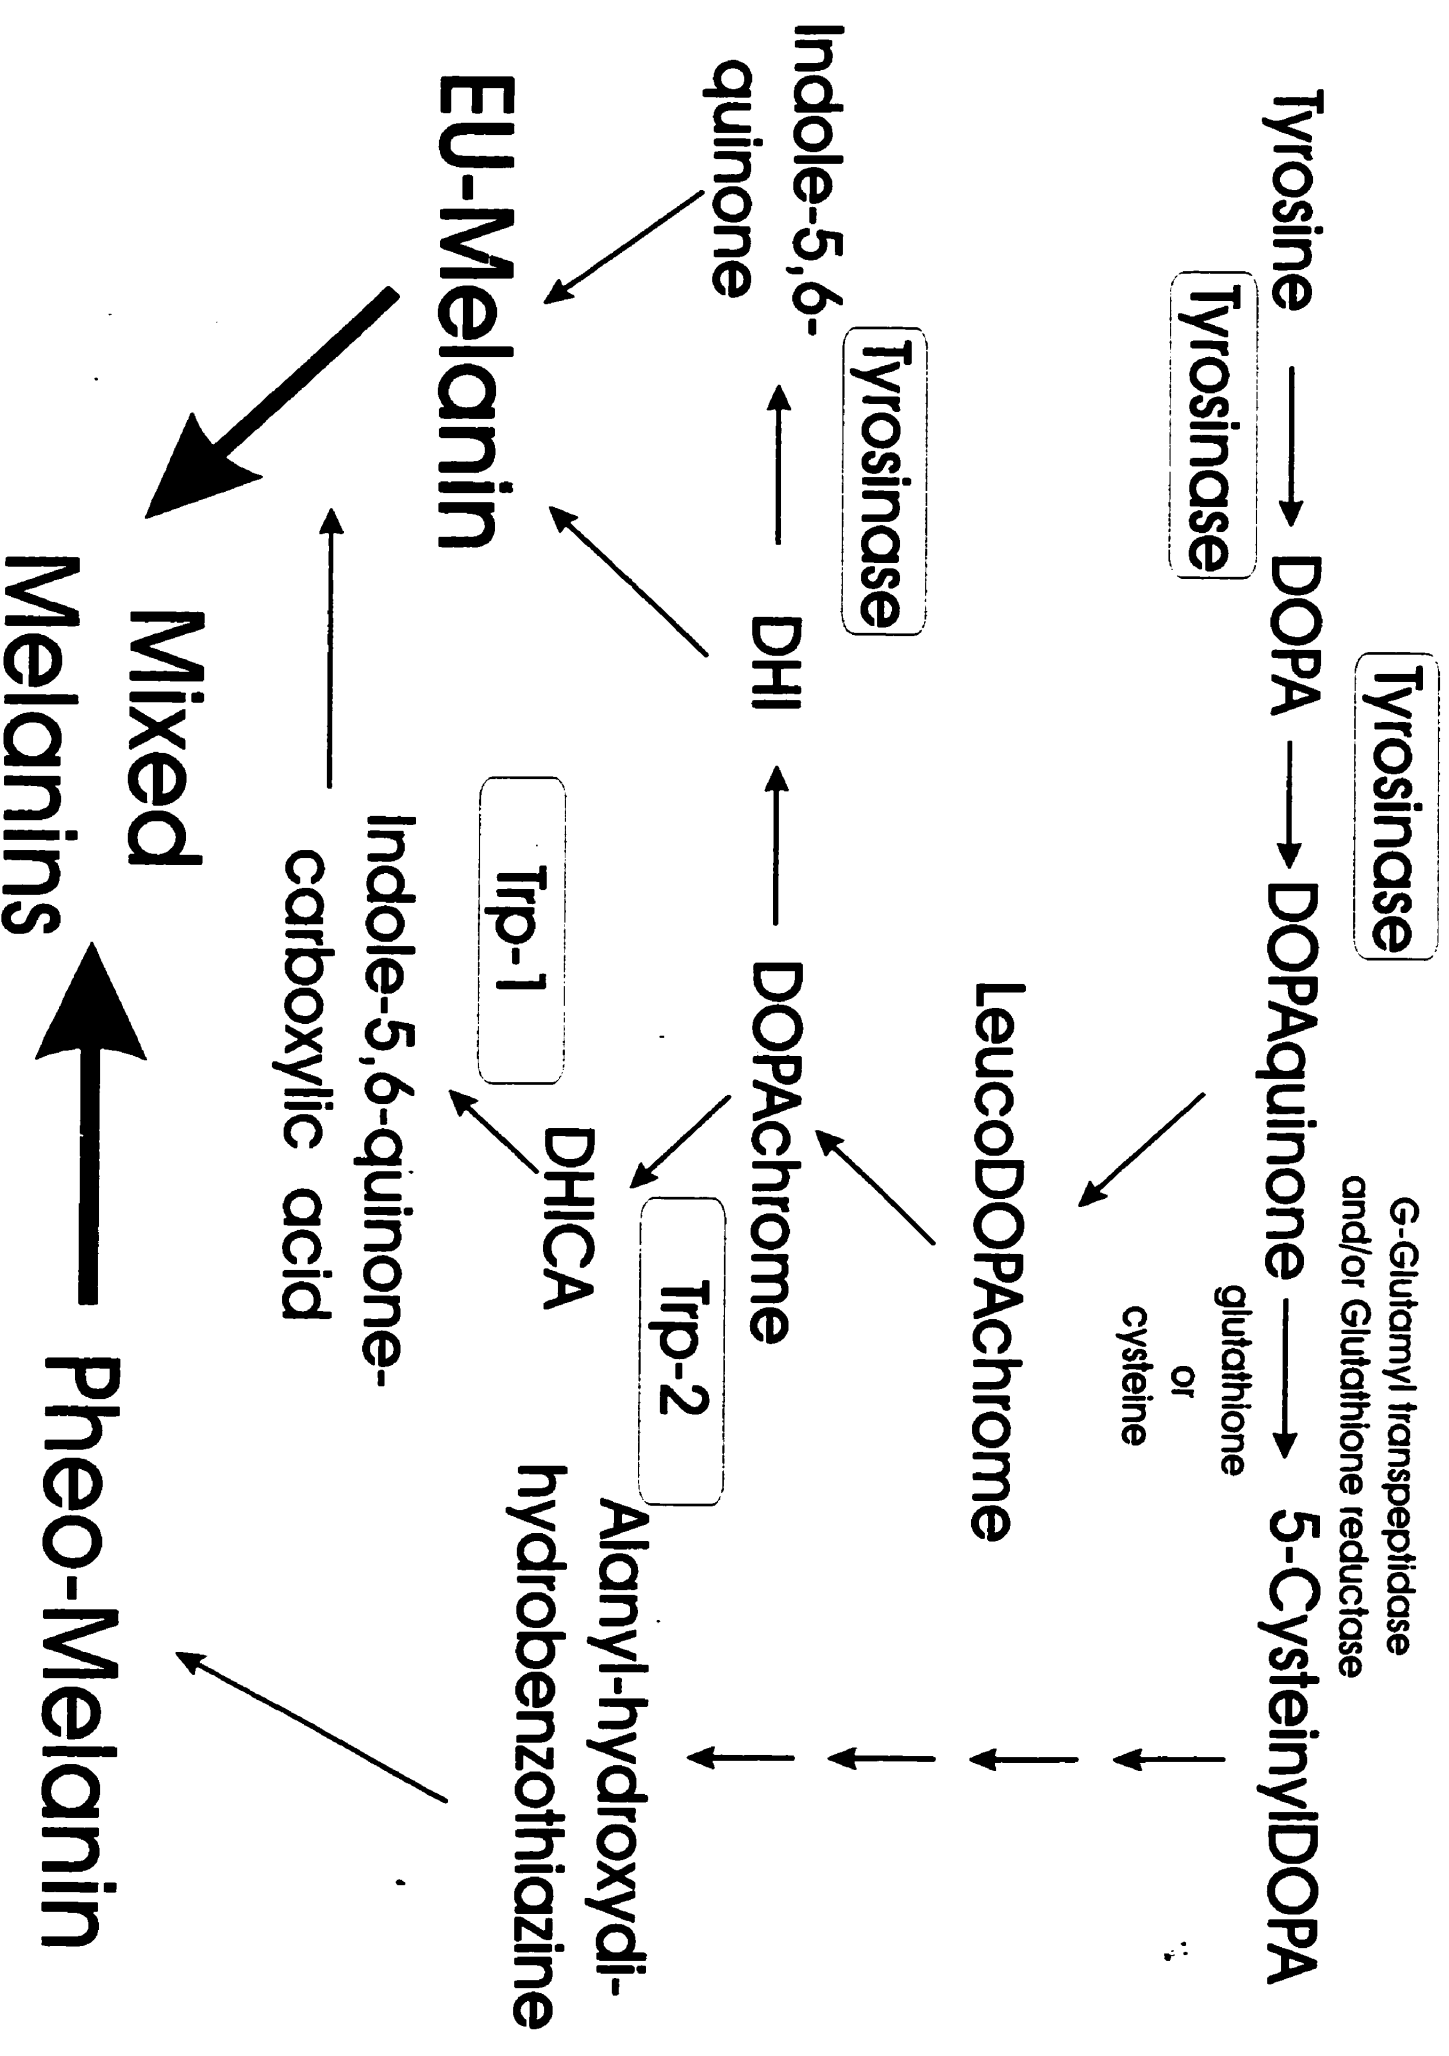 G-Glutamyl transpeptidase
and/or Glutathione reductase
Tyrosinase
Tyrosine
DOPA
DOPAquinone
5-CysteinylDOPA
Tyrosinase
glutathione
or
cysteine
LeucoDOPAchrome
Tyrosinase
Indole-5,6-
quinone
DHI
DOPAchrome
Trp-2
Alanyl-hydroxydi-
hydrobenzothiazine
DHICA
Trp-1
EU-Melanin
Indole-5,6-quinone-
carboxylic acid
Mixed
Melanins
Pheo-Melanin